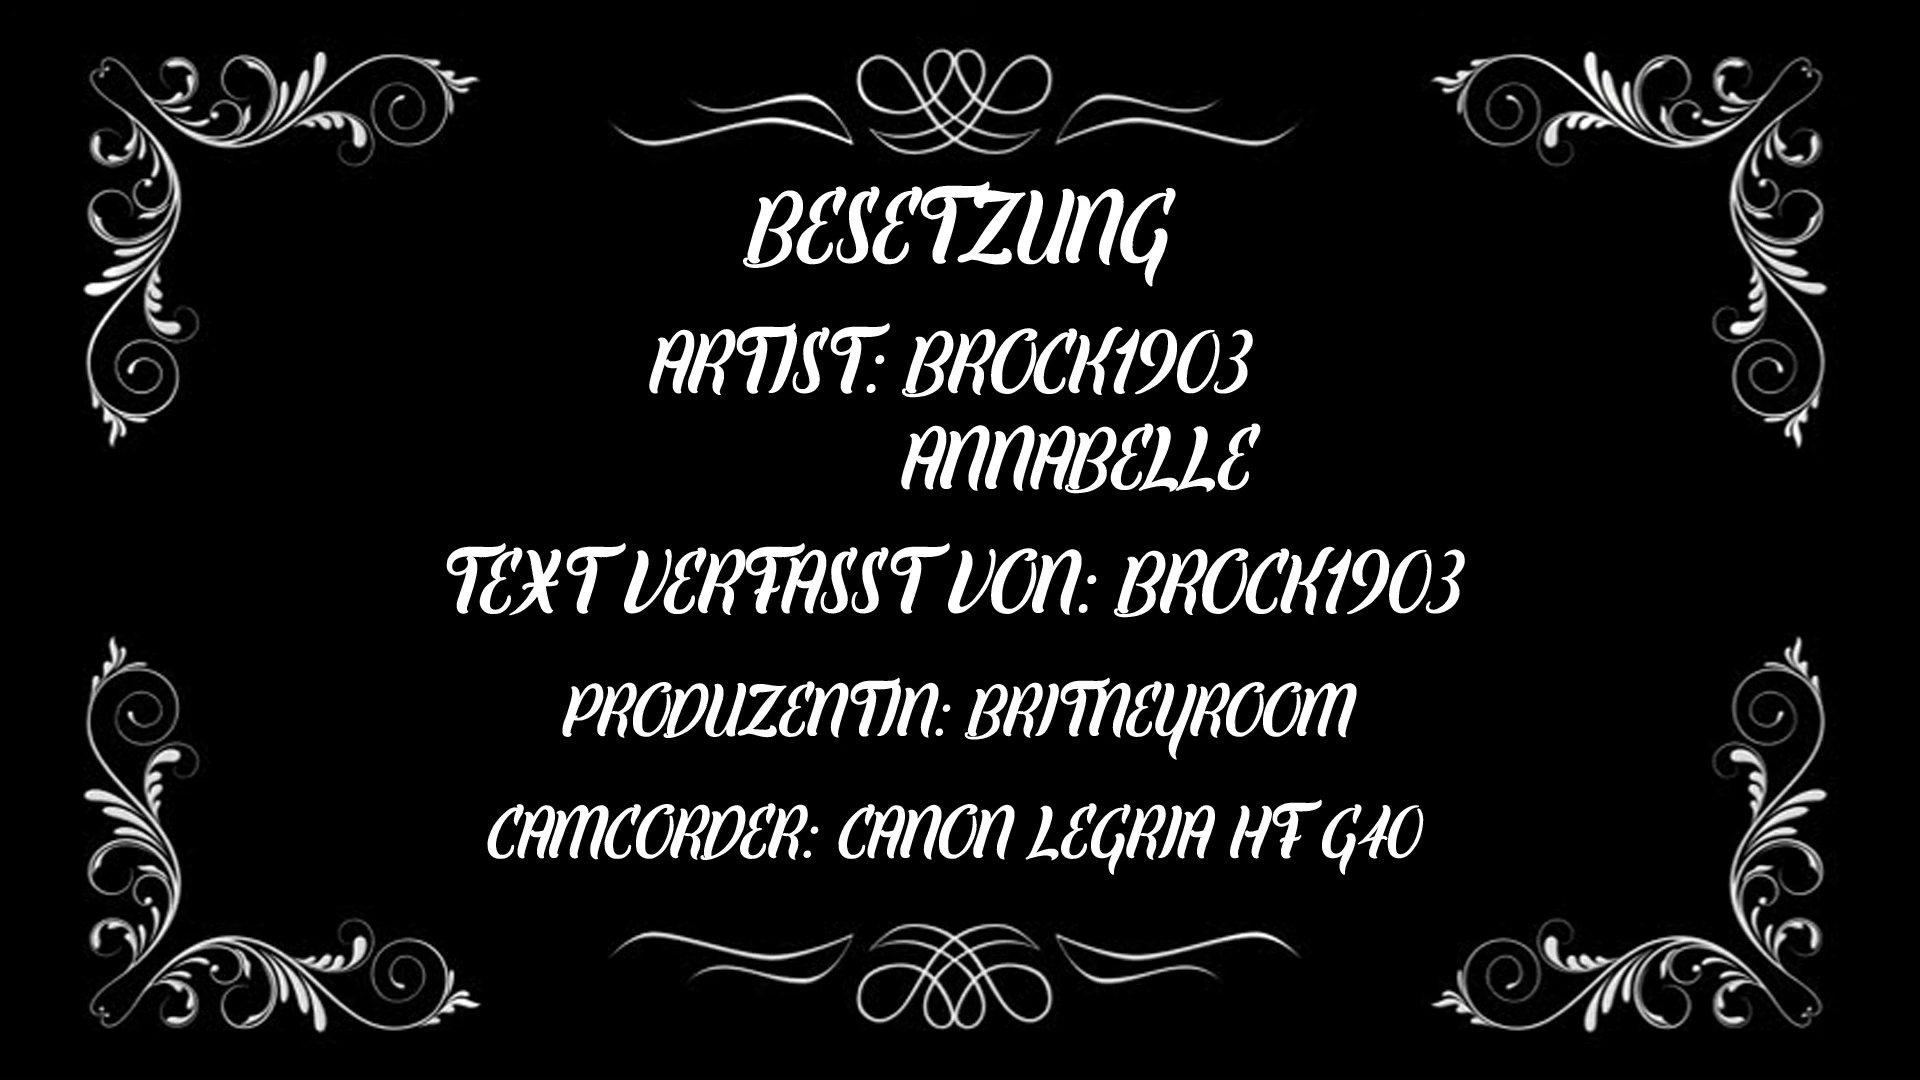 BESETZUNG
ARTIST: BROCK1903
ANNABELLE
TEXT VERFASST VON: BROCK1903
PRODUZENTIN: BRITNEYROOM
CAMCORDER: CANON LEGRIA HF G40